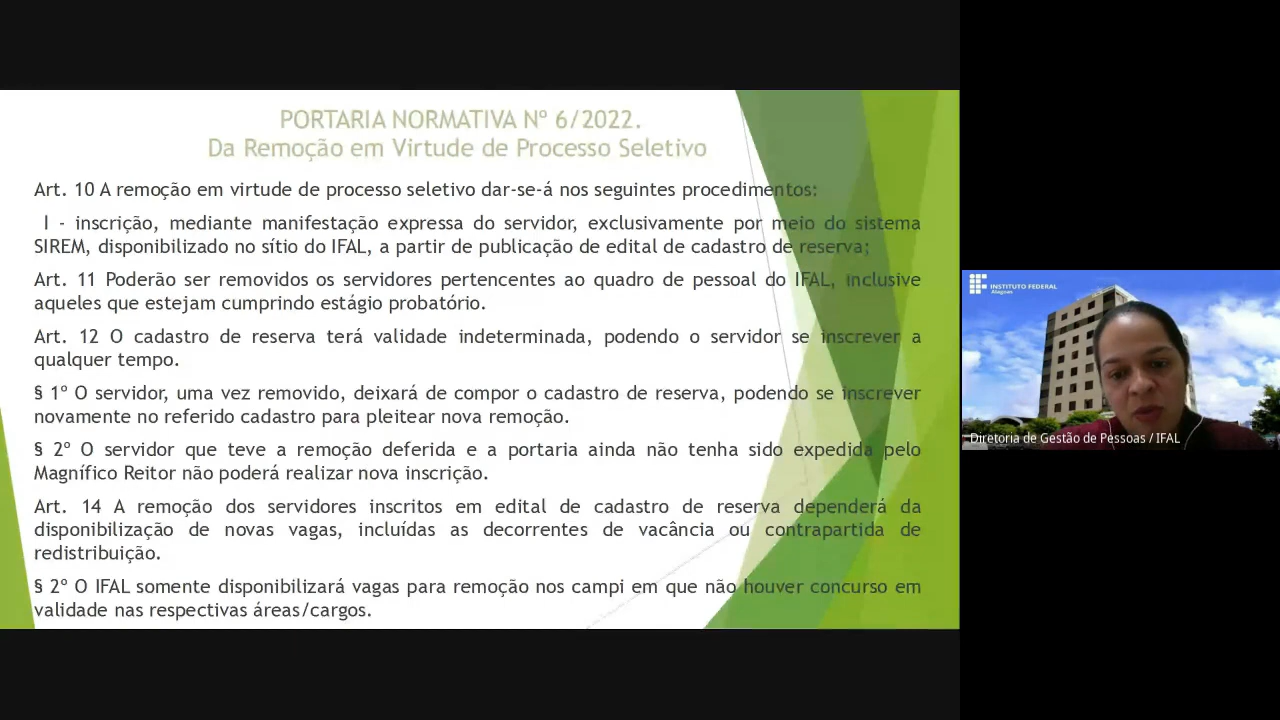 PORTARIA NORMATIVA Nº 6/2022.
Da Remoção em Virtude de Processo Seletivo
Art. 10 A remoção em virtude de processo seletivo dar-se-á nos seguintes procedimentos:
I - inscrição, mediante manifestação expressa do servidor, exclusivamente por meio do sistema
SIREM, disponibilizado no sítio do IFAL, a partir de publicação de edital de cadastro de reserva;
Art. 11 Poderão ser removidos os servidores pertencentes ao quadro de pessoal do IFAL, inclusive
aqueles que estejam cumprindo estágio probatório.
Art. 12 O cadastro de reserva terá validade indeterminada, podendo o servidor se inscrever a
qualquer tempo.
§ 1º O servidor, uma vez removido, deixará de compor o cadastro de reserva, podendo se inscrever
novamente no referido cadastro para pleitear nova remoção.
§ 2º O servidor que teve a remoção deferida e a portaria ainda não tenha sido expedida pelo
Magnífico Reitor não poderá realizar nova inscrição.
Art. 14 A remoção dos servidores inscritos em edital de cadastro de reserva dependerá da
disponibilização de novas vagas, incluídas as decorrentes de vacância ou contrapartida de
redistribuição.
§ 2º O IFAL somente disponibilizará vagas para remoção nos campi em que não houver concurso em
validade nas respectivas áreas/cargos.
INSTITUTO FEDERAL
Alagoas
Diretoria de Gestão de Pessoas / IFAL